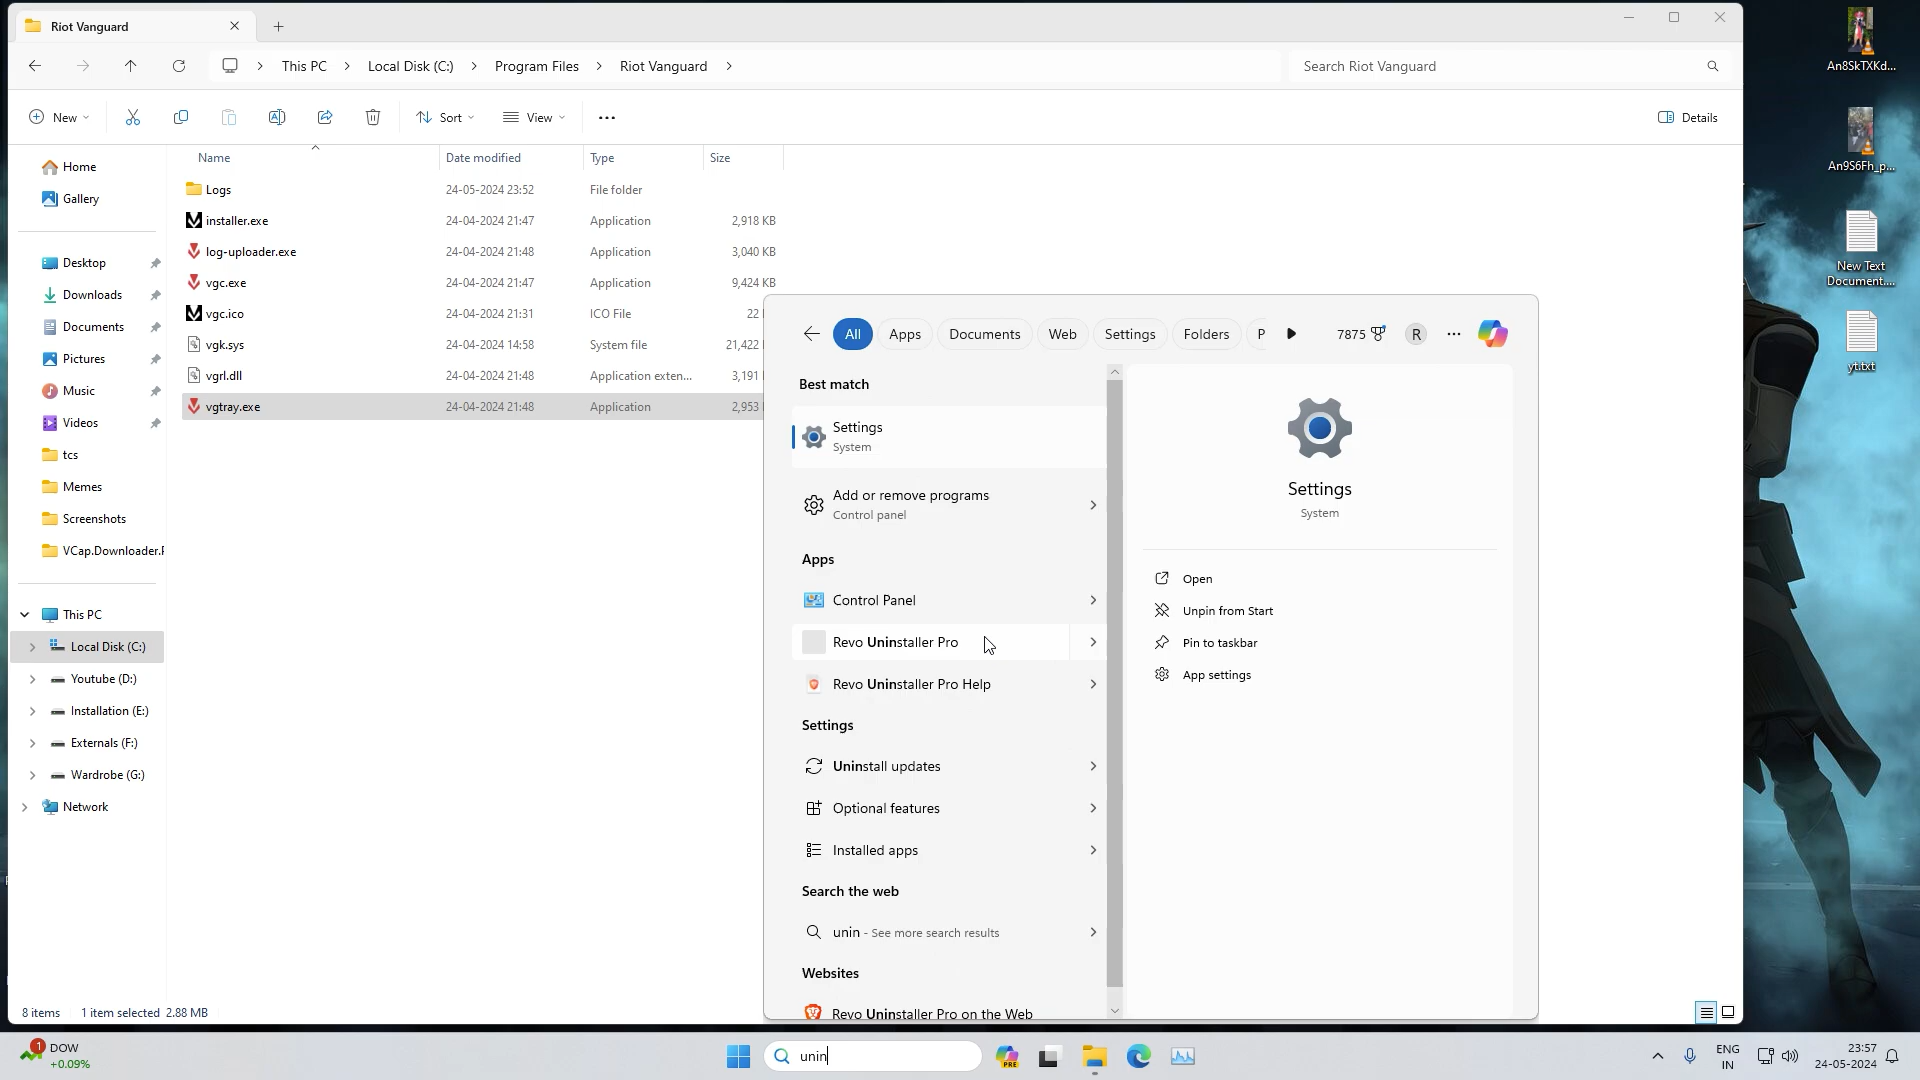 Riot Vanguard
This PC > Local Disk (C:) > Program Files > Riot Vanguard >
Search Riot Vanguard
New
Sort
View
Details
Name
Date modified
Type
Size
Home
Gallery
Desktop
Downloads
Documents
Pictures
Music
Videos
tcs
Memes
Screenshots
VCap.Downloader.
This PC
Local Disk (C:)
Youtube (D:)
Installation (E:)
Externals (F:)
Wardrobe (G:)
Network
Logs 24-05-2024 23:52 File folder
installer.exe 24-04-2024 21:47 Application 2,918 KB
log-uploader.exe 24-04-2024 21:48 Application 3,040 KB
vgc.exe 24-04-2024 21:47 Application 9,424 KB
vgc.ico 24-04-2024 21:31 ICO File 22
vgk.sys 24-04-2024 14:58 System file 21,422
vgrl.dll 24-04-2024 21:48 Application exten... 3,191
vgtray.exe 24-04-2024 21:48 Application 2,953
All Apps Documents Web Settings Folders P 7875 R
Best match
Settings
System
Add or remove programs
Control panel
Apps
Control Panel
Revo Uninstaller Pro
Revo Uninstaller Pro Help
Settings
Uninstall updates
Optional features
Installed apps
Search the web
unin - See more search results
Websites
Revo Uninstaller Pro on the Web
Settings
System
Open
Unpin from Start
Pin to taskbar
App settings
An8SkTXKd...
An9S6Fh_p...
New Text
Document....
yt.txt
8 items 1 item selected 2.88 MB
1
DOW
+0.09%
unin
PRE
ENG
IN
23:57
24-05-2024